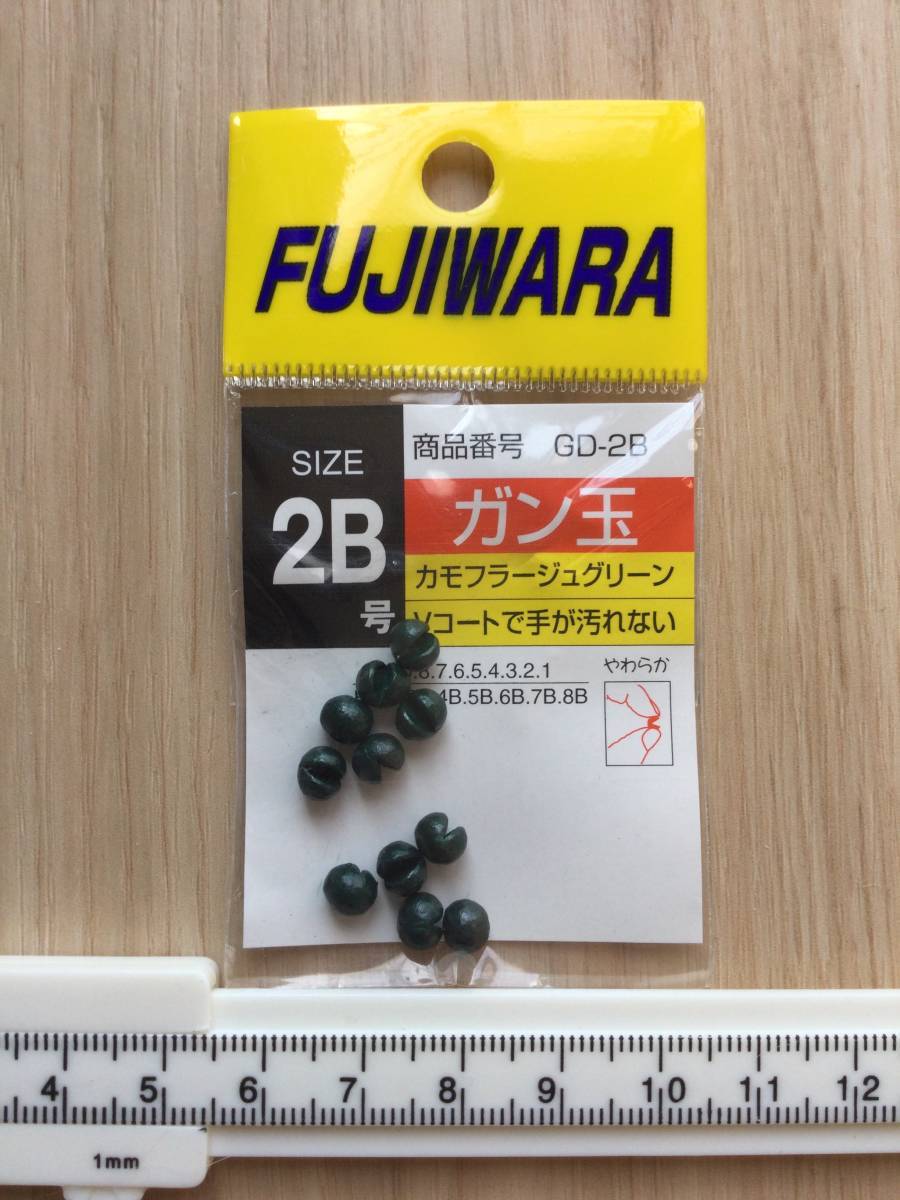 FUJIWARA
SIZE
2B
号
商品番号 GD-2B
ガン玉
カモフラージュグリーン
Vコートで手が汚れない
.8.7.6.5.4.3.2.1
4B.5B.6B.7B.8B
やわらか
4 5 6 7 8 9 10 11 12
1mm